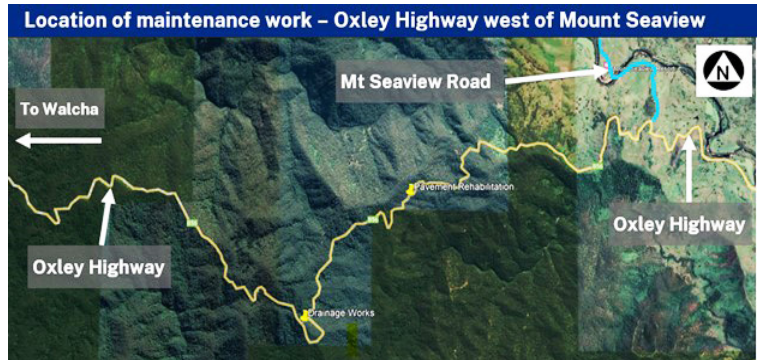 Location of maintenance work – Oxley Highway west of Mount Seaview
N
Mt Seaview Road
To Walcha
Pavement Rehabilitation
Oxley Highway
Oxley Highway
Drainage Works